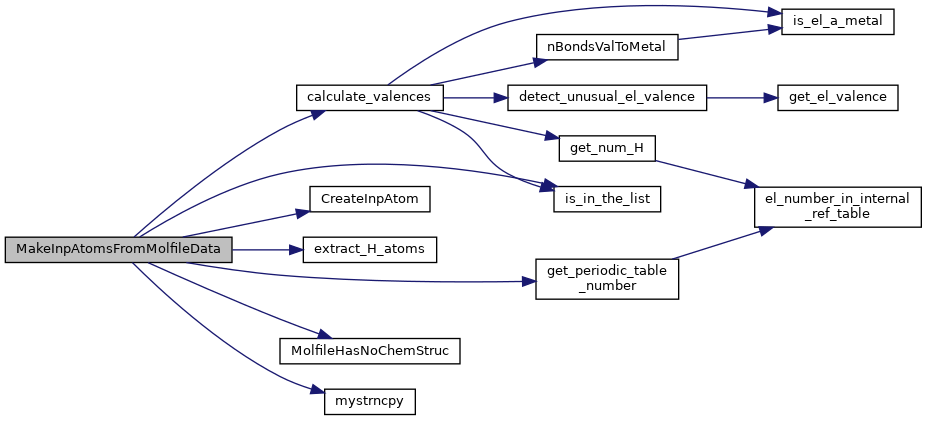 is_el_a_metal
nBondsValToMetal
calculate_valences
detect_unusual_el_valence
get_el_valence
get_num_H
is_in_the_list
CreateInpAtom
el_number_in_internal
_ref_table
MakeInpAtomsFromMolfileData
extract_H_atoms
get_periodic_table
_number
MolfileHasNoChemStruc
mystrncpy